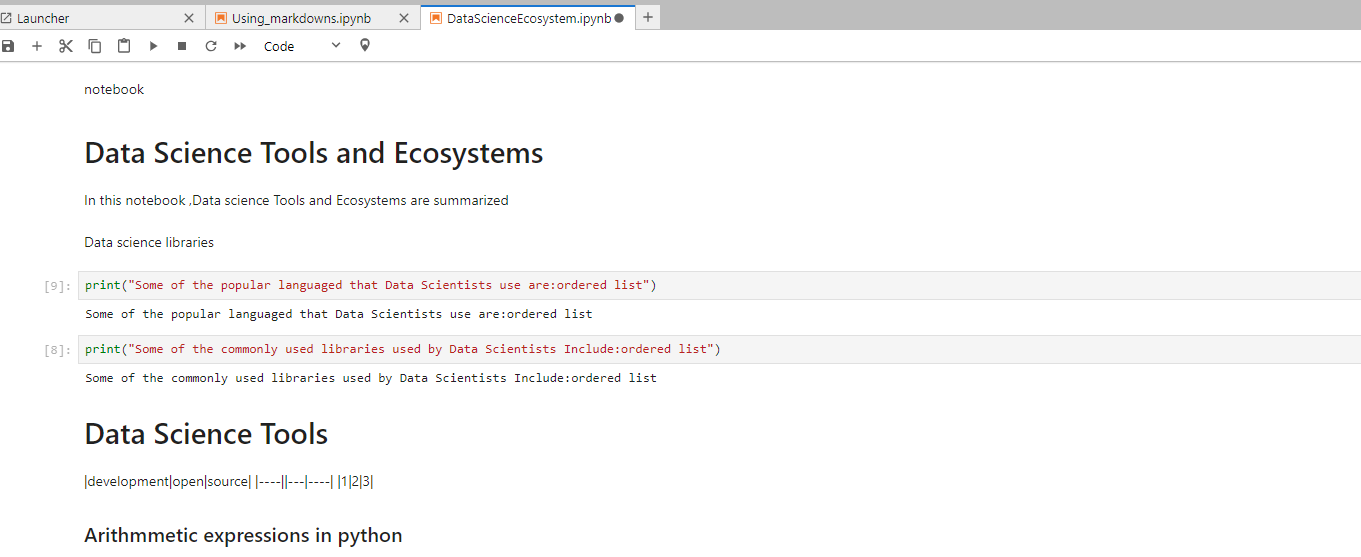 Launcher
Using_markdowns.ipynb
DataScienceEcosystem.ipynb
Code
notebook
Data Science Tools and Ecosystems
In this notebook ,Data science Tools and Ecosystems are summarized
Data science libraries
[9]: print("Some of the popular languaged that Data Scientists use are:ordered list")
Some of the popular languaged that Data Scientists use are:ordered list
[8]: print("Some of the commonly used libraries used by Data Scientists Include:ordered list")
Some of the commonly used libraries used by Data Scientists Include:ordered list
Data Science Tools
|development|open|source| |----||---|----| |1|2|3|
Arithmmetic expressions in python